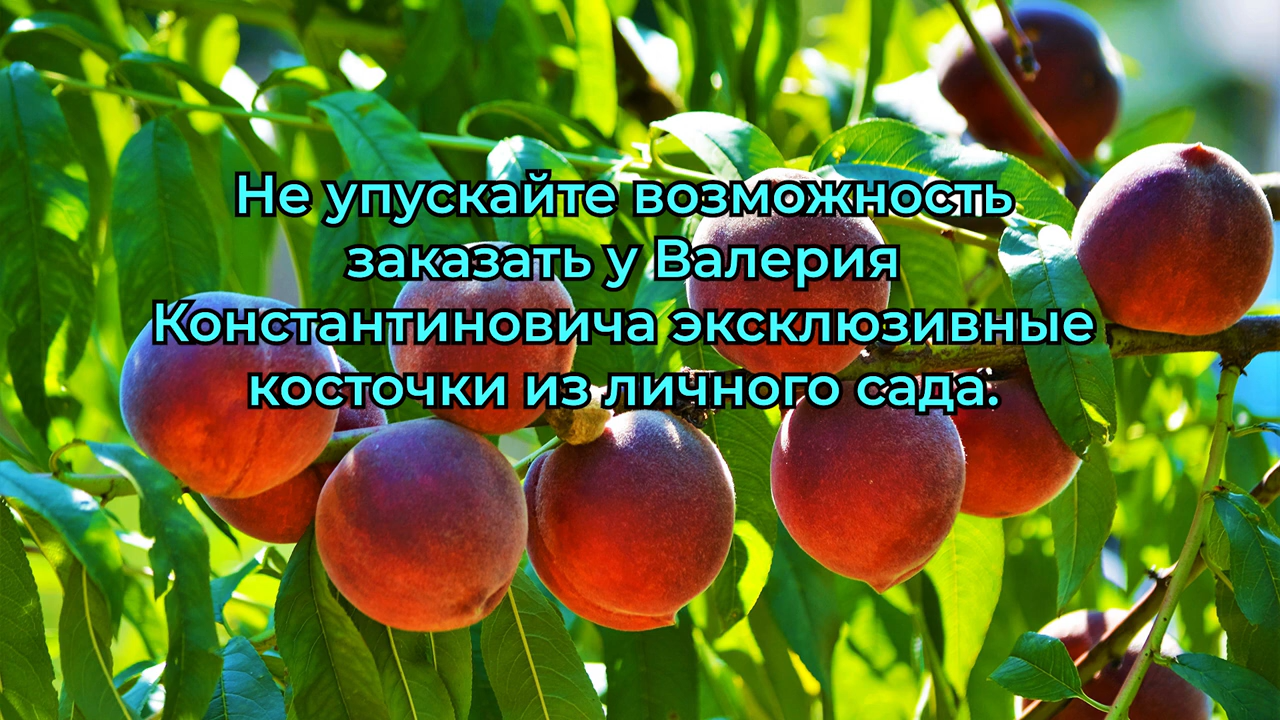 Не упускайте возможность
заказать у Валерия
Константиновича эксклюзивные
косточки из личного сада.